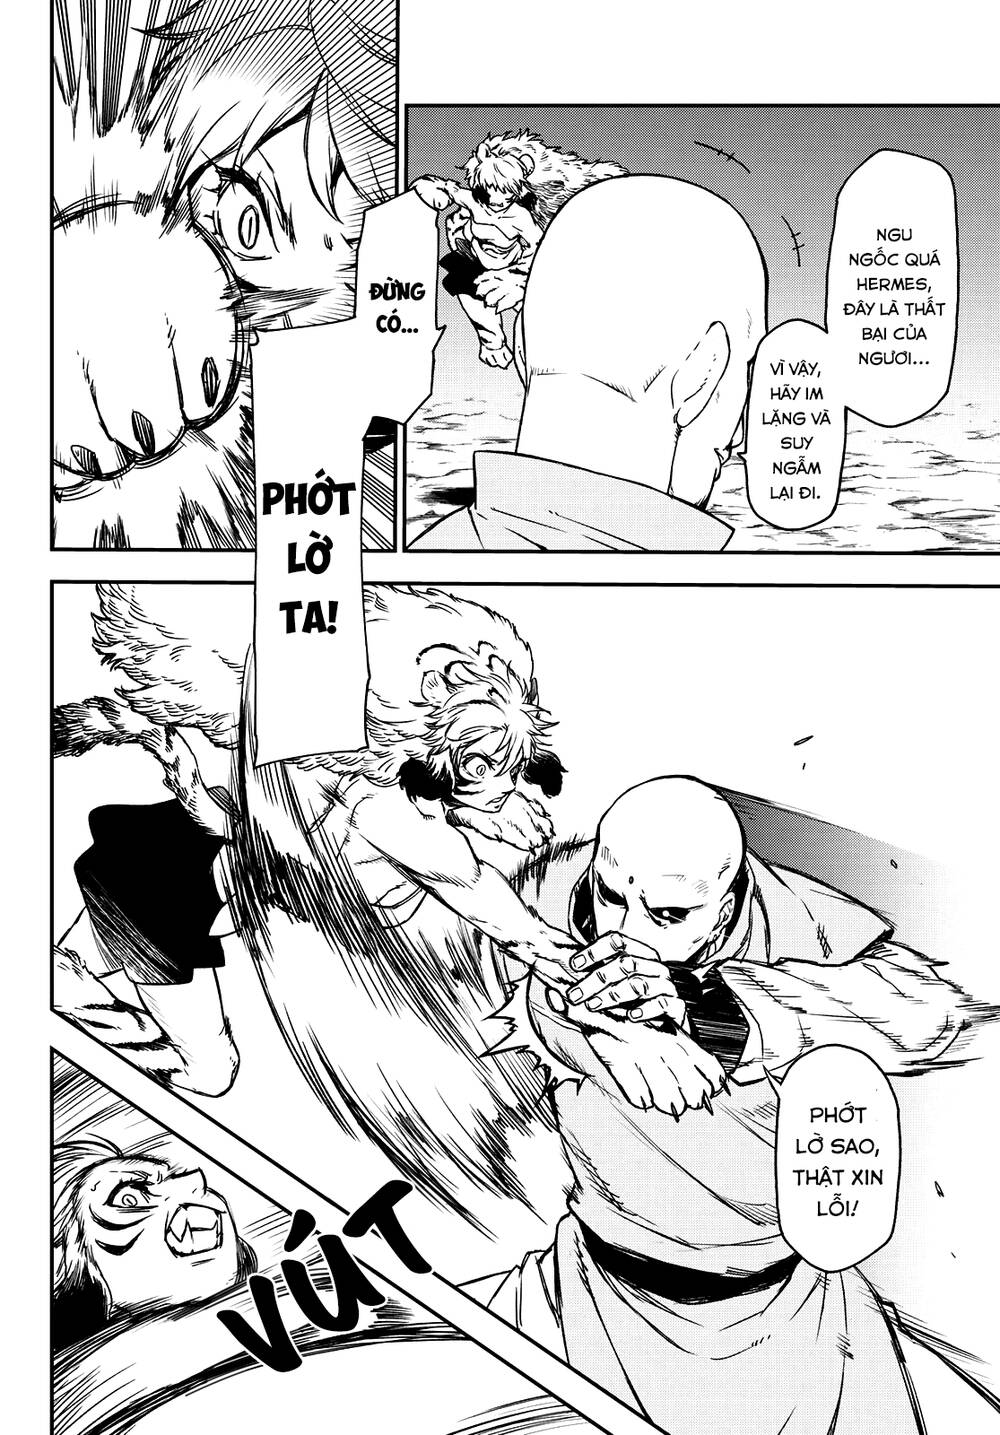 NGU
NGỐC QUÁ
HERMES,
ĐÂY LÀ THẤT
BẠI CỦA
NGƯƠI...
VÌ VẬY,
HÃY IM
LẶNG VÀ
SUY
NGẪM
LẠI ĐI.
ĐỪNG
CÓ...
PHỚT
LỜ
TA!
PHỚT
LỜ SAO,
THẬT XIN
LỖI!
VÚT